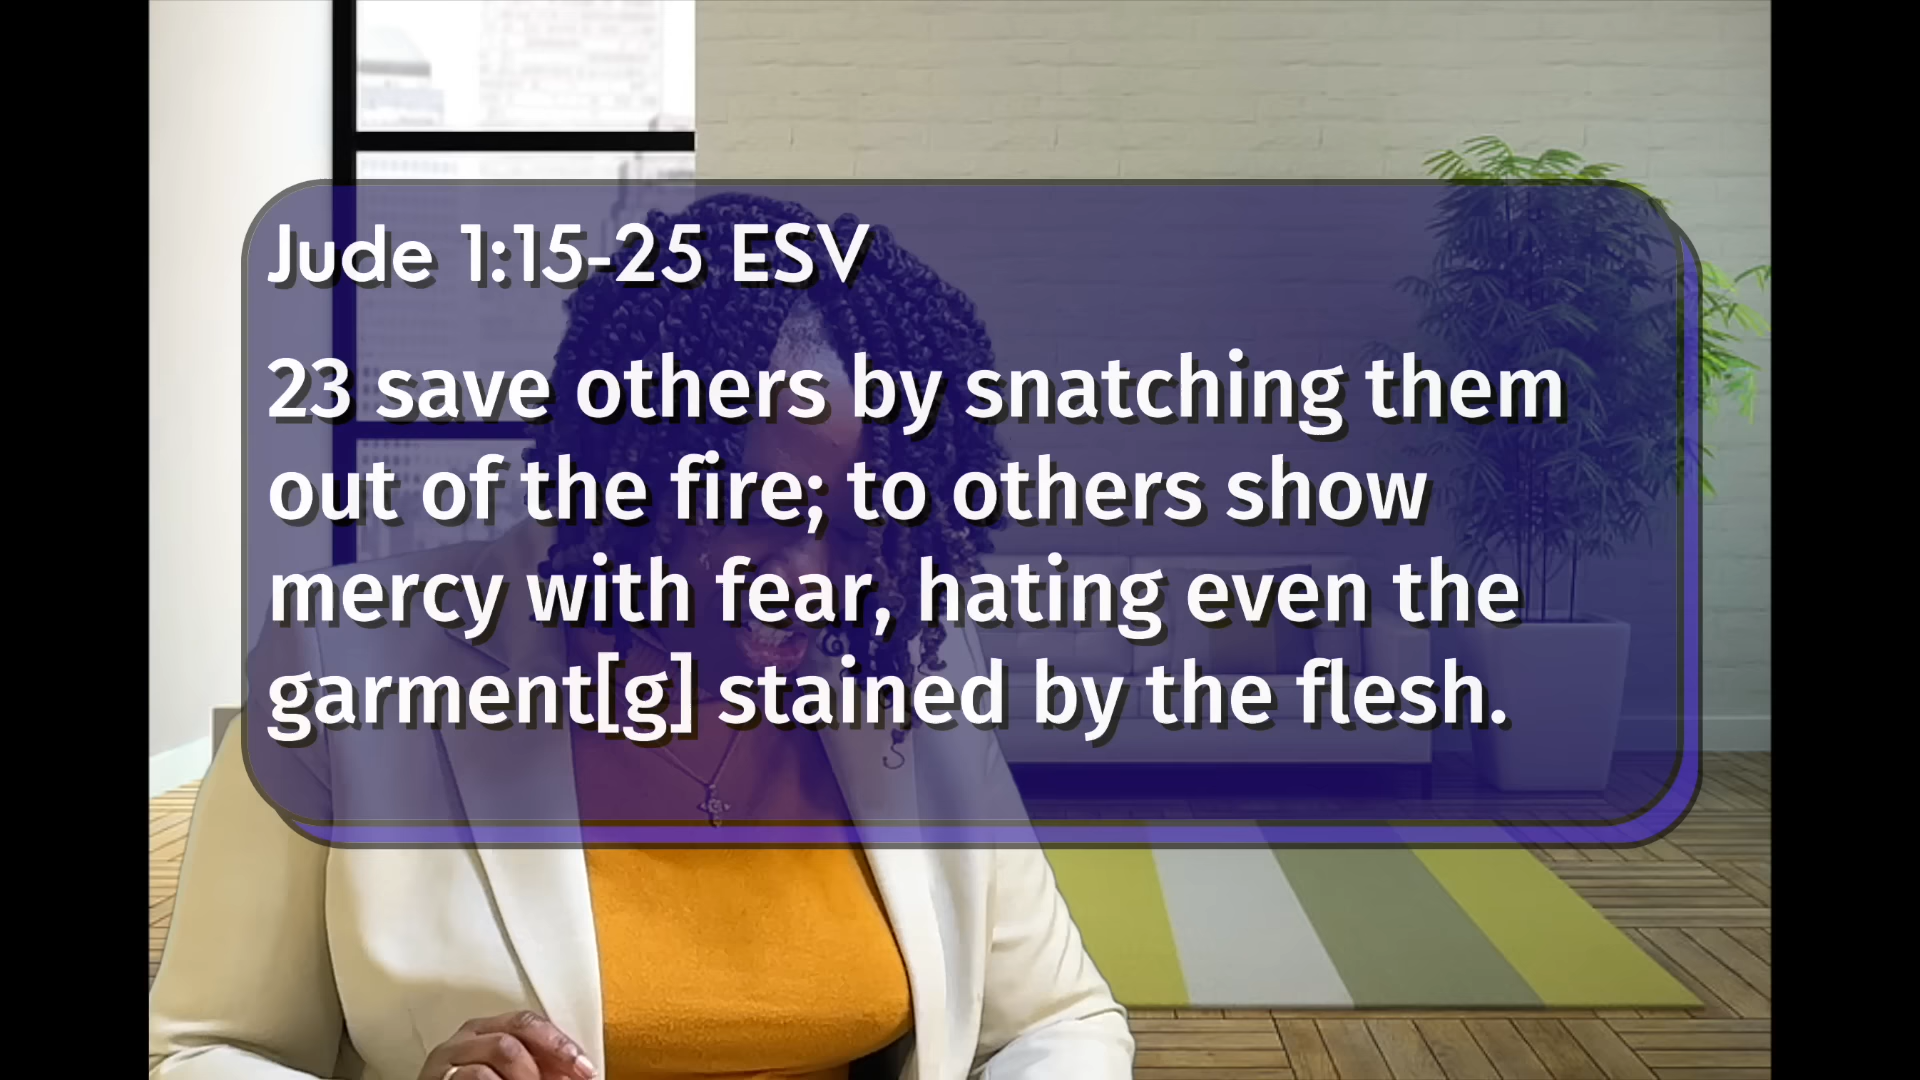 Jude 1:15-25 ESV
23 save others by snatching them
out of the fire; to others show
mercy with fear, hating even the
garment[g] stained by the flesh.